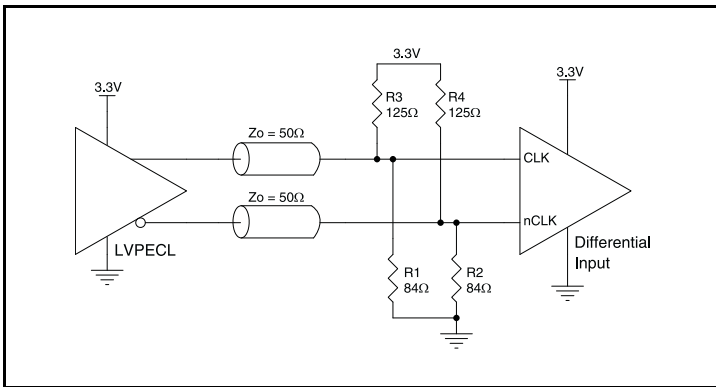 3.3V
3.3V
3.3V
R3
125Ω
R4
125Ω
Zo = 50Ω
CLK
Zo = 50Ω
nCLK
LVPECL
Differential
Input
R1
84Ω
R2
84Ω